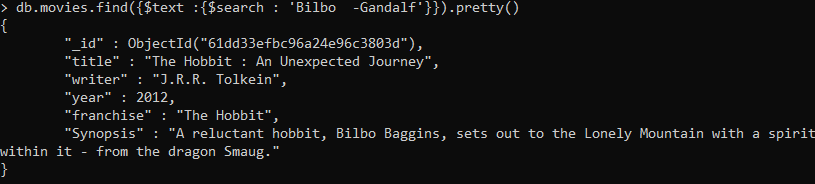 > db.movies.find({$text :{$search : 'Bilbo  -Gandalf'}}).pretty()
{
        "_id" : ObjectId("61dd33efbc96a24e96c3803d"),
        "title" : "The Hobbit : An Unexpected Journey",
        "writer" : "J.R.R. Tolkein",
        "year" : 2012,
        "franchise" : "The Hobbit",
        "Synopsis" : "A reluctant hobbit, Bilbo Baggins, sets out to the Lonely Mountain with a spirit
within it - from the dragon Smaug."
}